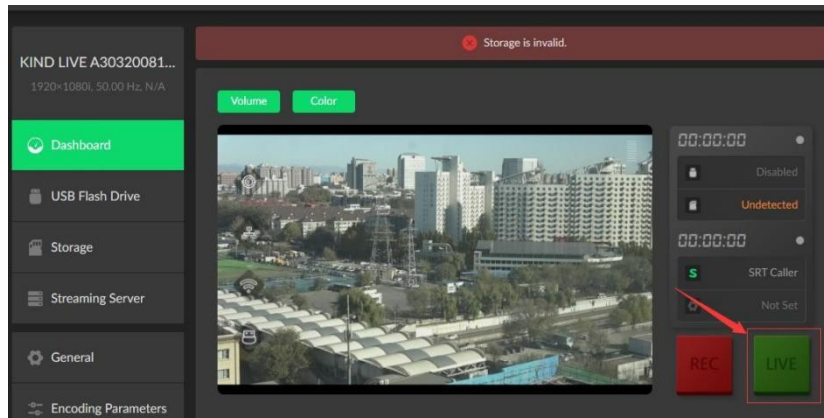 Storage is invalid.
KIND LIVE A30320081...
1920×1080i, 50.00 Hz, N/A
Dashboard
USB Flash Drive
Storage
Streaming Server
General
Encoding Parameters
Volume
Color
00:00:00
Disabled
Undetected
00:00:00
S
SRT Caller
Not Set
REC
LIVE